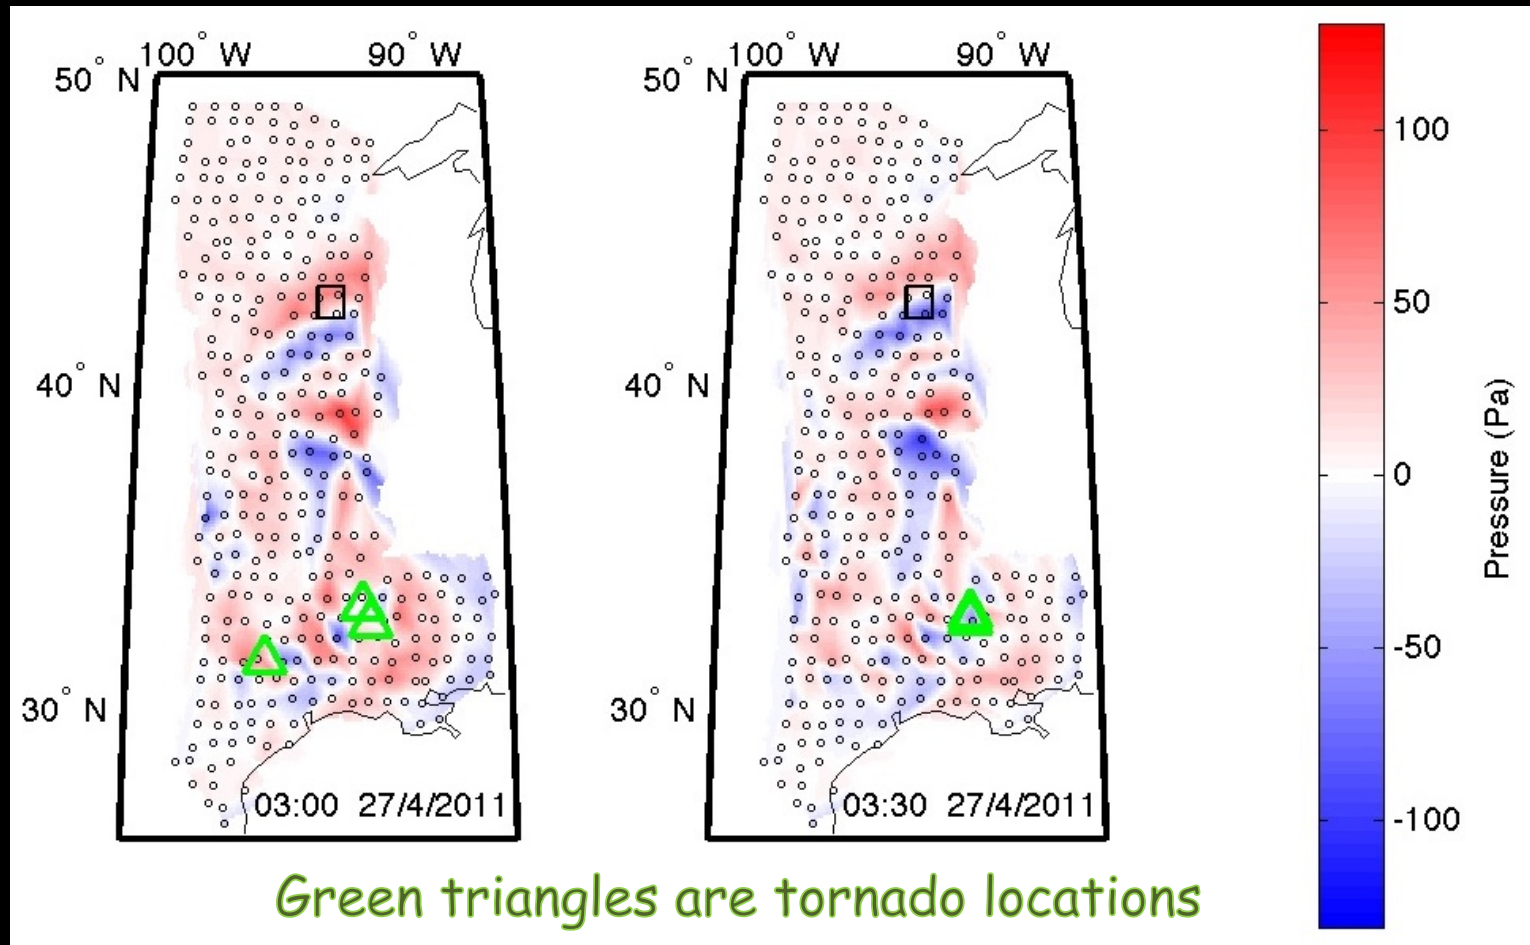 100° W 90° W 100° W 90° W
50° N 50° N
100
50
40° N 40° N
0
-50
30° N 30° N
-100
Pressure (Pa)
03:00 27/4/2011 03:30 27/4/2011
Green triangles are tornado locations